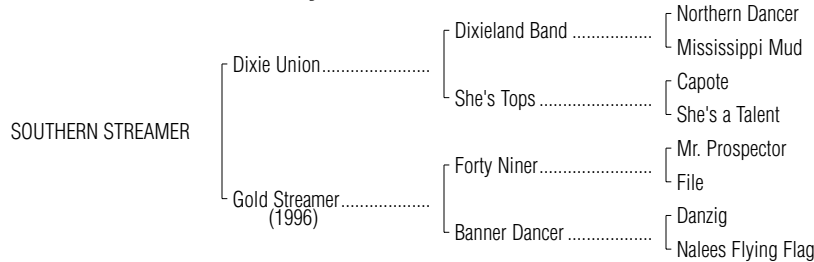 Northern Dancer
Dixieland Band ..................
Mississippi Mud
Dixie Union........................
Capote
She's Tops .........................
She's a Talent
SOUTHERN STREAMER
Mr. Prospector
Forty Niner.........................
File
Gold Streamer....................
(1996)
Danzig
Banner Dancer ...................
Nalees Flying Flag